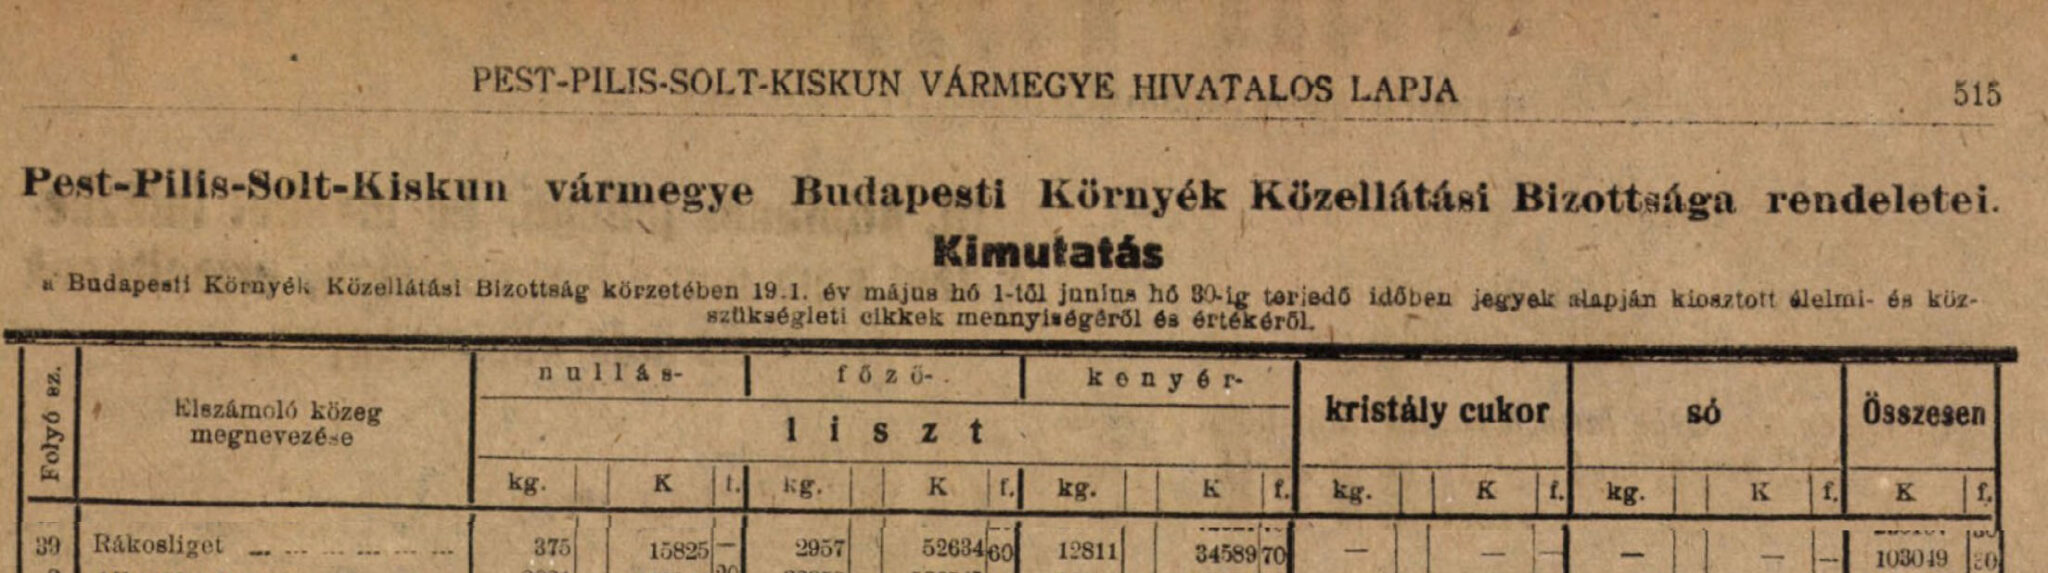 PEST-PILIS-SOLT-KISKUN VÁRMEGYE HIVATALOS LAPJA 515
Pest-Pilis-Solt-Kiskun vármegye Budapesti Környék Közellátási Bizottsága rendeletei.
Kimutatás
a Budapesti Környék Közellátási Bizottság körzetében 19.1. év május hó 1-től junius hó 30-ig terjedő időben jegyek alapján kiosztott élelmi- és köz-
szükségleti cikkek mennyiségéről és értékéről.
Folyó sz. Elszámoló közeg megnevezése nullás- főző- kenyér- kristály cukor só Összesen
liszt
kg. K f. kg. K f. kg. K f. kg. K f. kg. K f. K f.
39 Rákosliget 375 15825 — 2957 52634 60 12811 34589 70 — — — — — — 103049